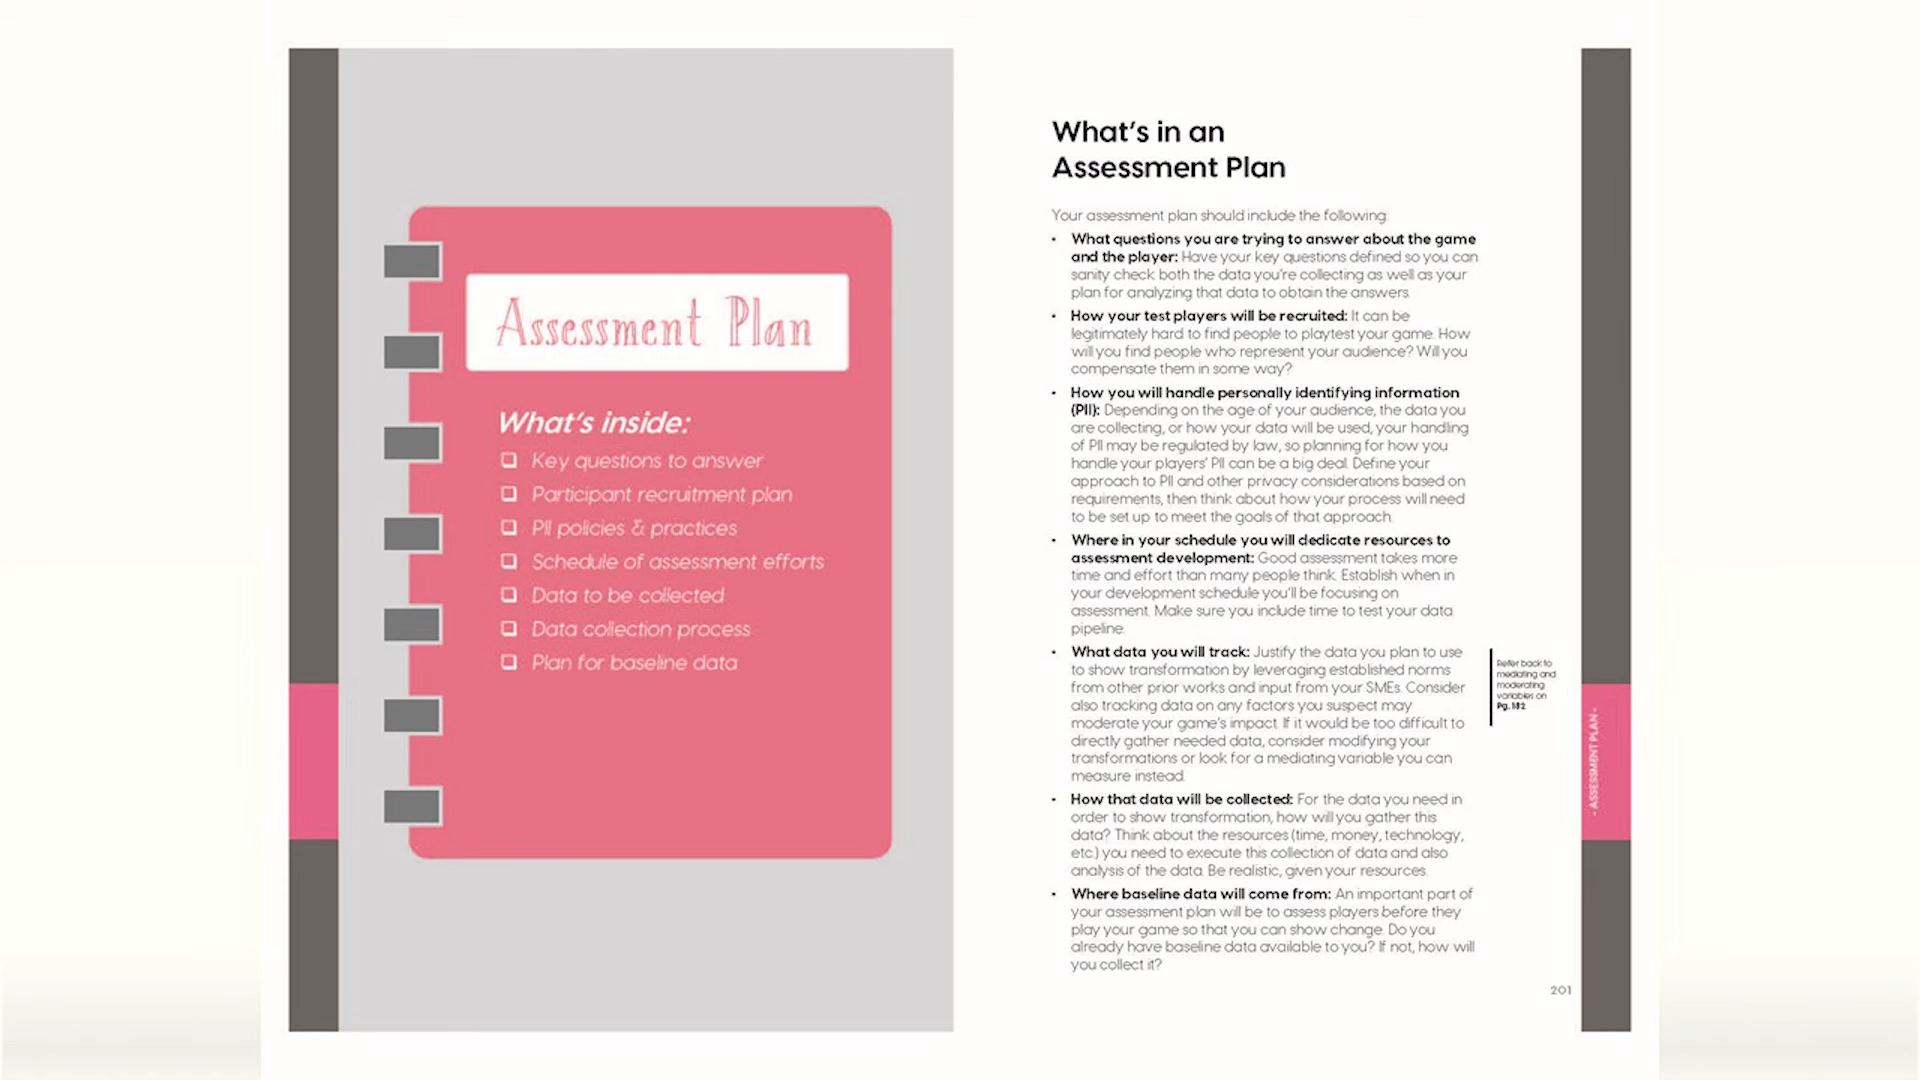 Assessment Plan
What's inside:
Key questions to answer
Participant recruitment plan
PII policies & practices
Schedule of assessment efforts
Data to be collected
Data collection process
Plan for baseline data
What's in an
Assessment Plan
Your assessment plan should include the following:
• What questions you are trying to answer about the game
and the player: Have your key questions defined so you can
sanity check both the data you're collecting as well as your
plan for analyzing that data to obtain the answers.
• How your test players will be recruited: It can be
legitimately hard to find people to playtest your game. How
will you find people who represent your audience? Will you
compensate them in some way?
• How you will handle personally identifying information
(PII): Depending on the age of your audience, the data you
are collecting, or how your data will be used, your handling
of PII may be regulated by law, so planning for how you
handle your players' PII can be a big deal. Define your
approach to PII and other privacy considerations based on
requirements, then think about how your process will need
to be set up to meet the goals of that approach.
• Where in your schedule you will dedicate resources to
assessment development: Good assessment takes more
time and effort than many people think. Establish when in
your development schedule you'll be focusing on
assessment. Make sure you include time to test your data
pipeline.
• What data you will track: Justify the data you plan to use
to show transformation by leveraging established norms
from other prior works and input from your SMEs. Consider
also tracking data on any factors you suspect may
moderate your game's impact. If it would be too difficult to
directly gather needed data, consider modifying your
transformations or look for a mediating variable you can
measure instead.
• How that data will be collected: For the data you need in
order to show transformation, how will you gather this
data? Think about the resources (time, money, technology,
etc.) you need to execute this collection of data and also
analysis of the data. Be realistic, given your resources.
• Where baseline data will come from: An important part of
your assessment plan will be to assess players before they
play your game so that you can show change. Do you
already have baseline data available to you? If not, how will
you collect it?
Refer back to
mediating and
moderating
variables on
Pg. 182
- ASSESSMENT PLAN -
201